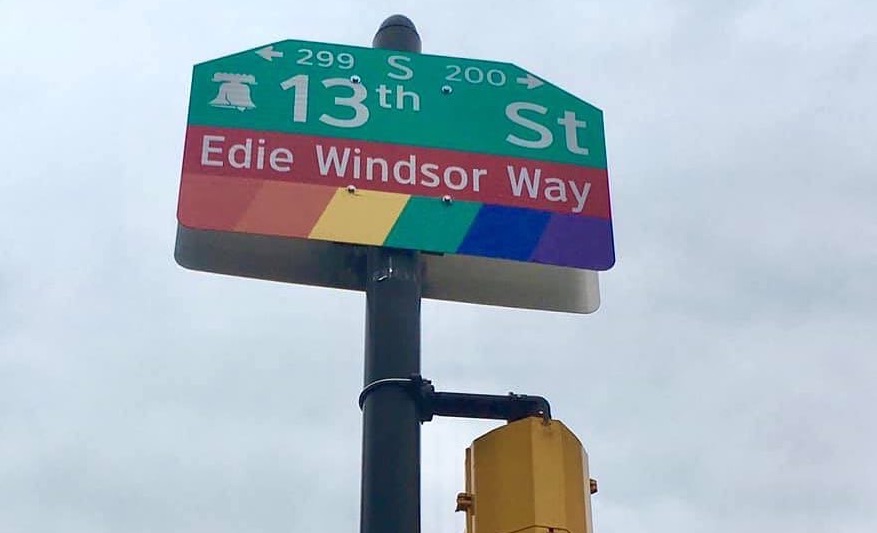 ← 299 S 200 →
13th St
Edie Windsor Way